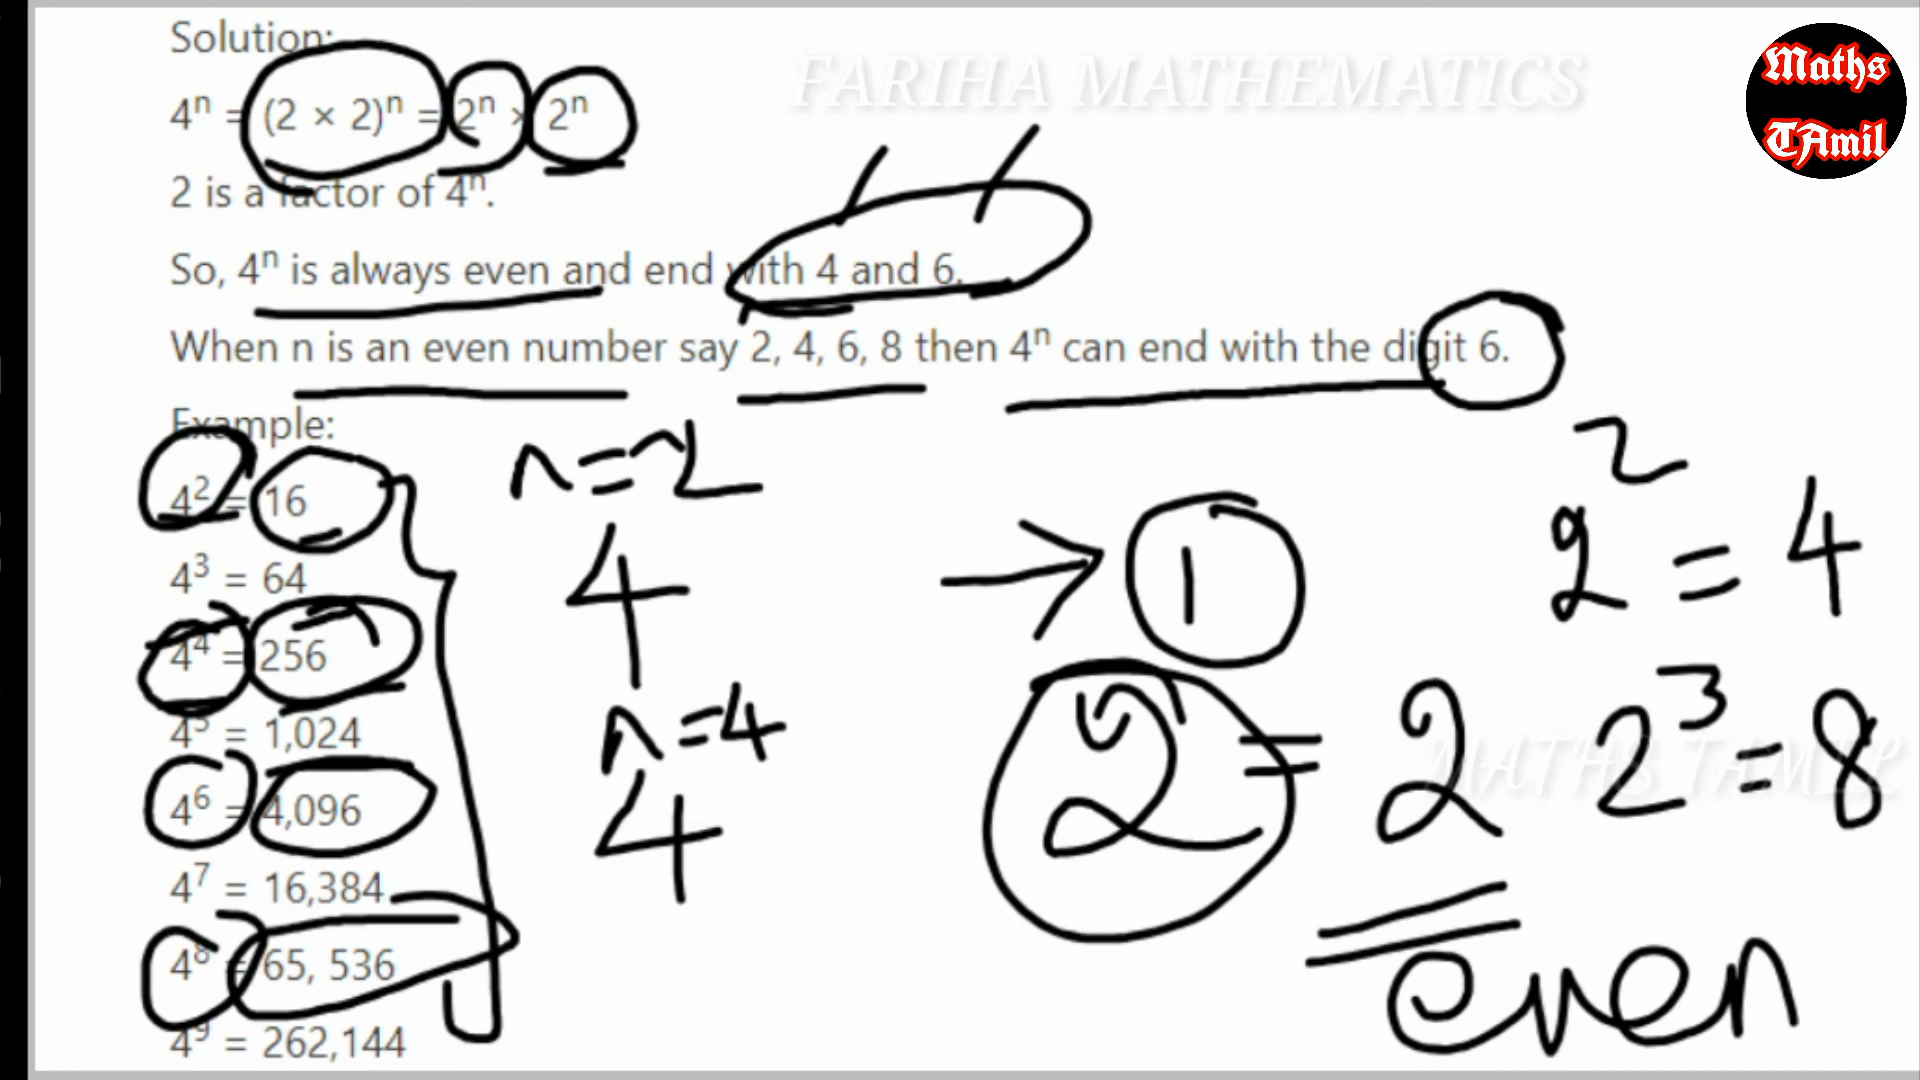 Solution:
4ⁿ = (2 × 2)ⁿ = 2ⁿ × 2ⁿ
2 is a factor of 4ⁿ.
So, 4ⁿ is always even and end with 4 and 6.
When n is an even number say 2, 4, 6, 8 then 4ⁿ can end with the digit 6.
Example:
4² = 16
4³ = 64
4⁴ = 256
4⁵ = 1,024
4⁶ = 4,096
4⁷ = 16,384
4⁸ = 65, 536
4⁹ = 262,144
n=2
4
n=4
4
1
2² = 4
2 = 2
2³ = 8
even
FARIHA MATHEMATICS
Maths
TAmil
MATHS TAMIL